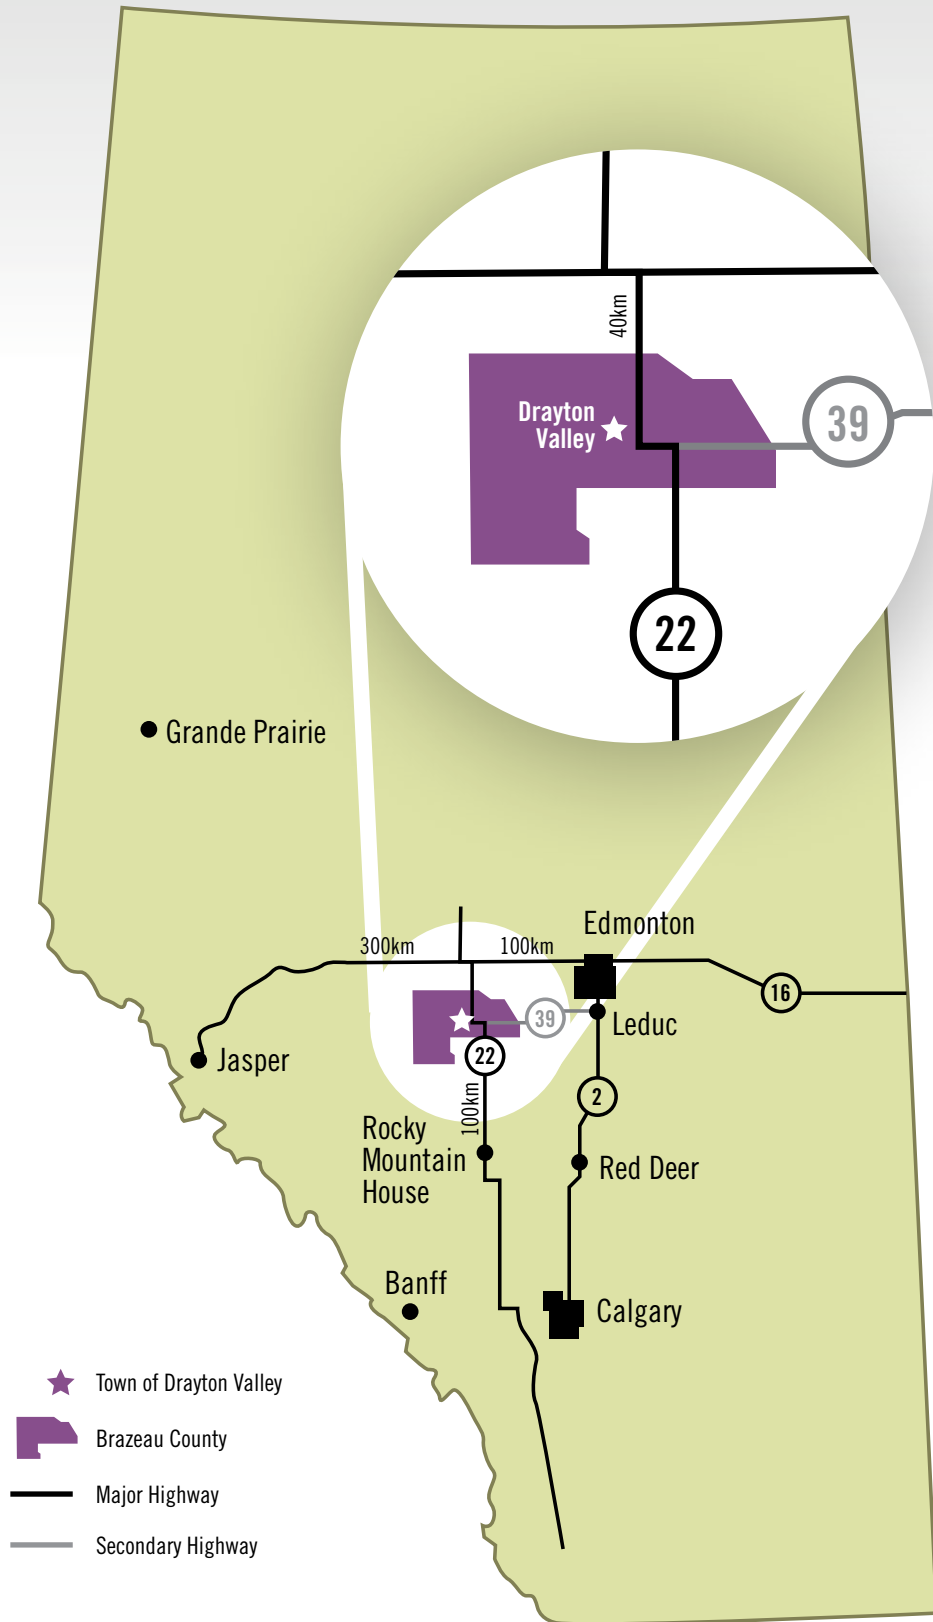 40km
Drayton
Valley
39
22
Grande Prairie
Edmonton
300km
100km
16
39
Leduc
22
Jasper
2
100km
Rocky
Mountain
House
Red Deer
Banff
Calgary
Town of Drayton Valley
Brazeau County
Major Highway
Secondary Highway